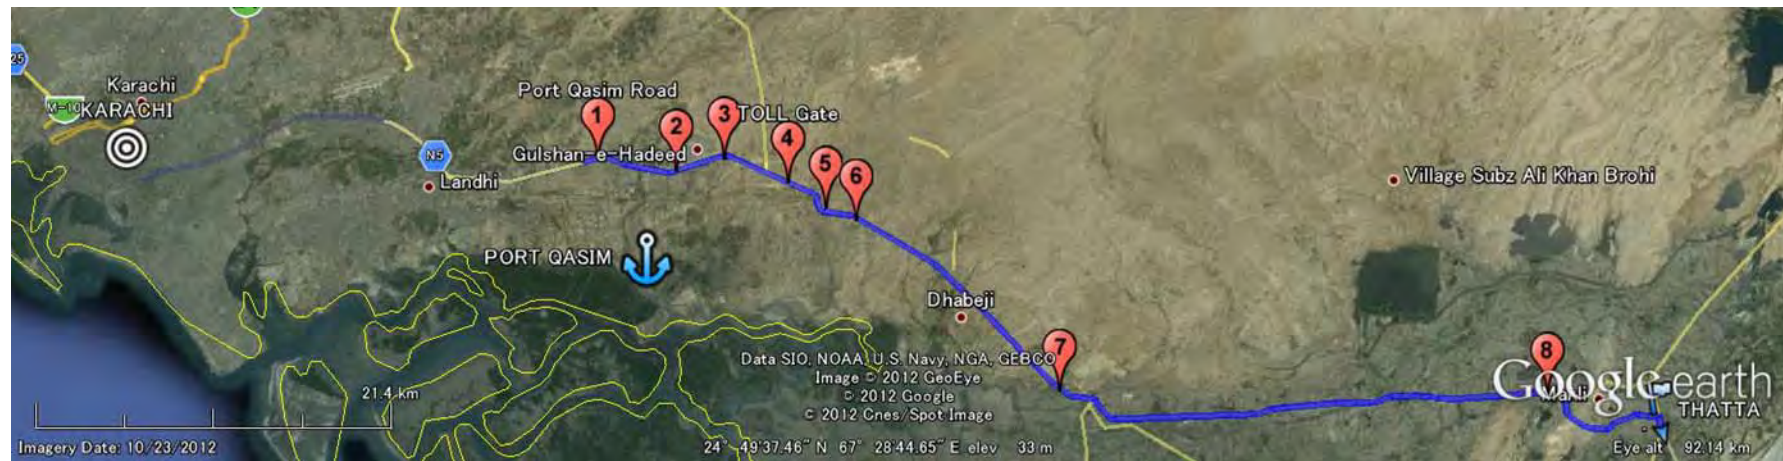 25
Karachi
M-10
KARACHI
N5
Landhi
Port Qasim Road
1
2
3
TOLL Gate
4
Gulshan-e-Hadeed
5
6
Village Subz Ali Khan Brohi
PORT QASIM
Dhabeji
7
8
Data SIO, NOAA, U.S. Navy, NGA, GEBCO
Image © 2012 GeoEye
© 2012 Google
© 2012 Cnes/Spot Image
Google earth
Makli
THATTA
21.4 km
Imagery Date: 10/23/2012
24° 49'37.46" N 67° 28'44.65" E elev 33 m
Eye alt 92.14 km